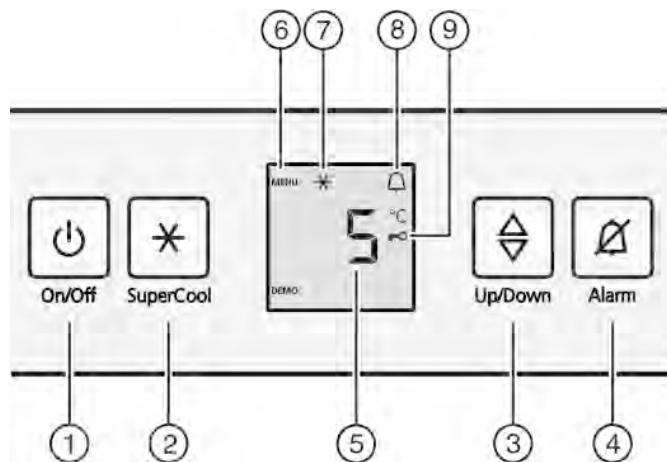 6 7 8 9
MENU
5 °C
DEMO
On/Off SuperCool Up/Down Alarm
1 2 5 3 4